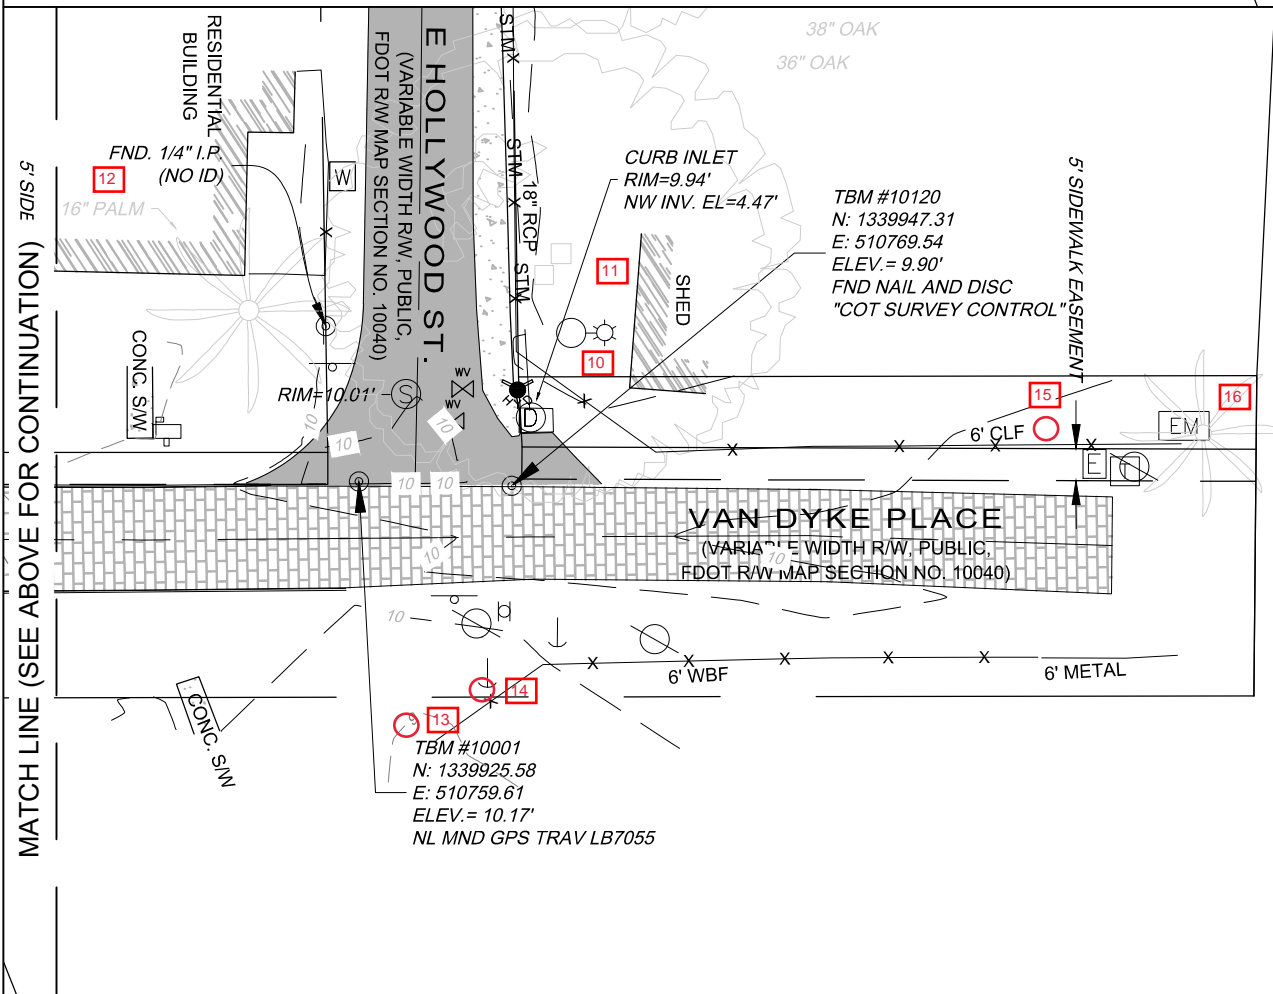 38" OAK
36" OAK
RESIDENTIAL
BUILDING
FND. 1/4" I.P.
(NO ID)
12
16" PALM
W
X
E HOLLYWOOD ST.
(VARIABLE WIDTH R/W, PUBLIC,
FDOT R/W MAP SECTION NO. 10040)
STM
X
STM
X
STM
X
18" RCP
CURB INLET
RIM=9.94'
NW INV. EL=4.47'
11
SHED
10
TBM #10120
N: 1339947.31
E: 510769.54
ELEV.= 9.90'
FND NAIL AND DISC
"COT SURVEY CONTROL"
5' SIDEWALK EASEMENT
5' SIDE
MATCH LINE (SEE ABOVE FOR CONTINUATION)
CONC. S/W
RIM=10.01'
S
WV
WV
D
10
10
10
10
10
10
15
16
6' CLF
X
X
X
X
EM
E
T
VAN DYKE PLACE
(VARIABLE WIDTH R/W, PUBLIC,
FDOT R/W MAP SECTION NO. 10040)
10
10
X
X
X
X
X
6' WBF
6' METAL
14
13
9
CONC. S/W
TBM #10001
N: 1339925.58
E: 510759.61
ELEV.= 10.17'
NL MND GPS TRAV LB7055